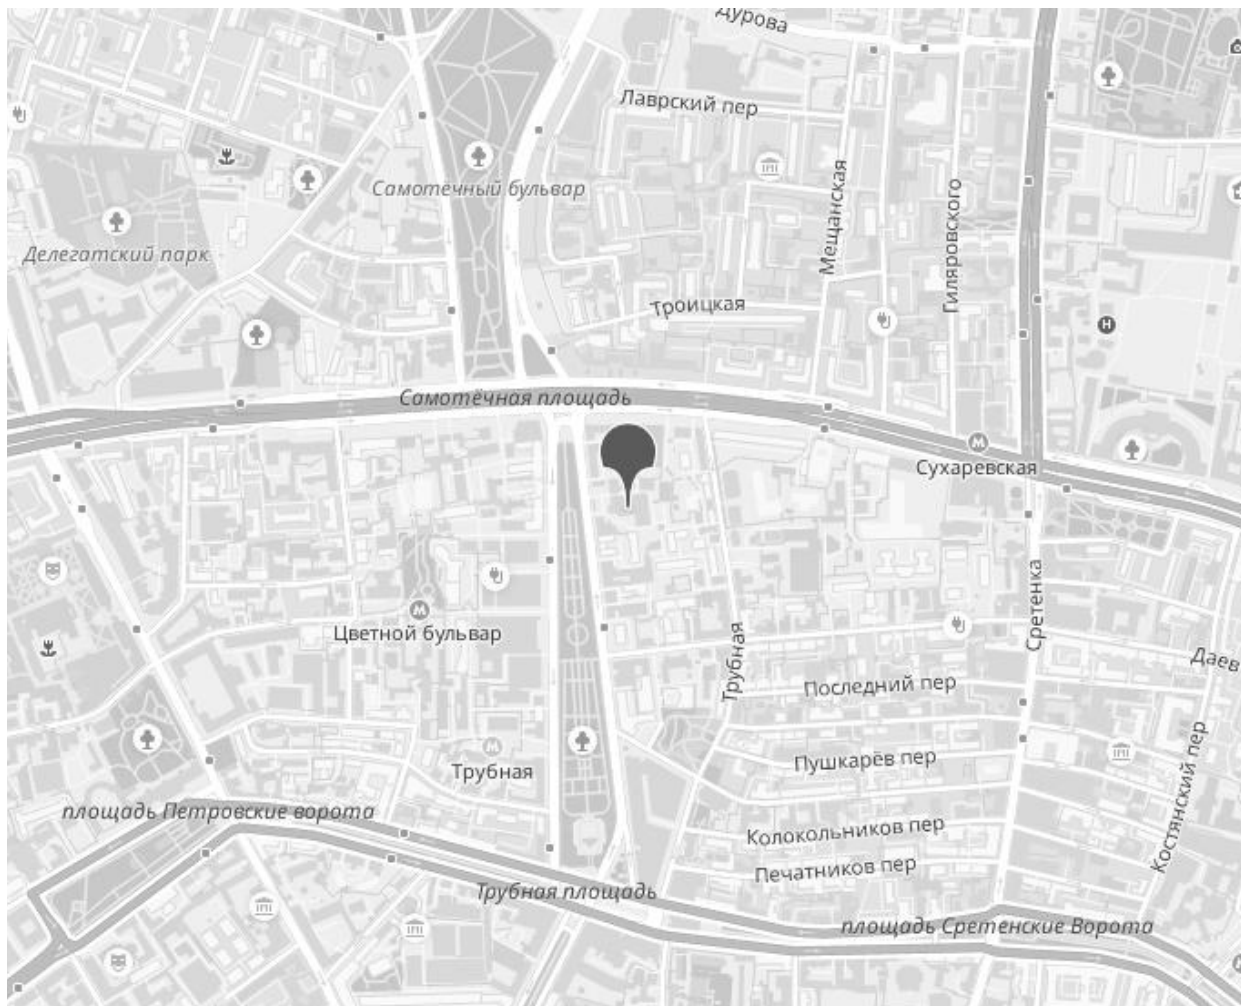 Дурова
Лаврский пер
Самотёчный бульвар
Мещанская
Гиляровского
Делегатский парк
Троицкая
Н
Самотёчная площадь
М
Сухаревская
Сретенка
М
Цветной бульвар
Трубная
Даев
Последний пер
М
Трубная
Пушкарёв пер
Костянский пер
площадь Петровские ворота
Колокольников пер
Печатников пер
Трубная площадь
площадь Сретенские Ворота